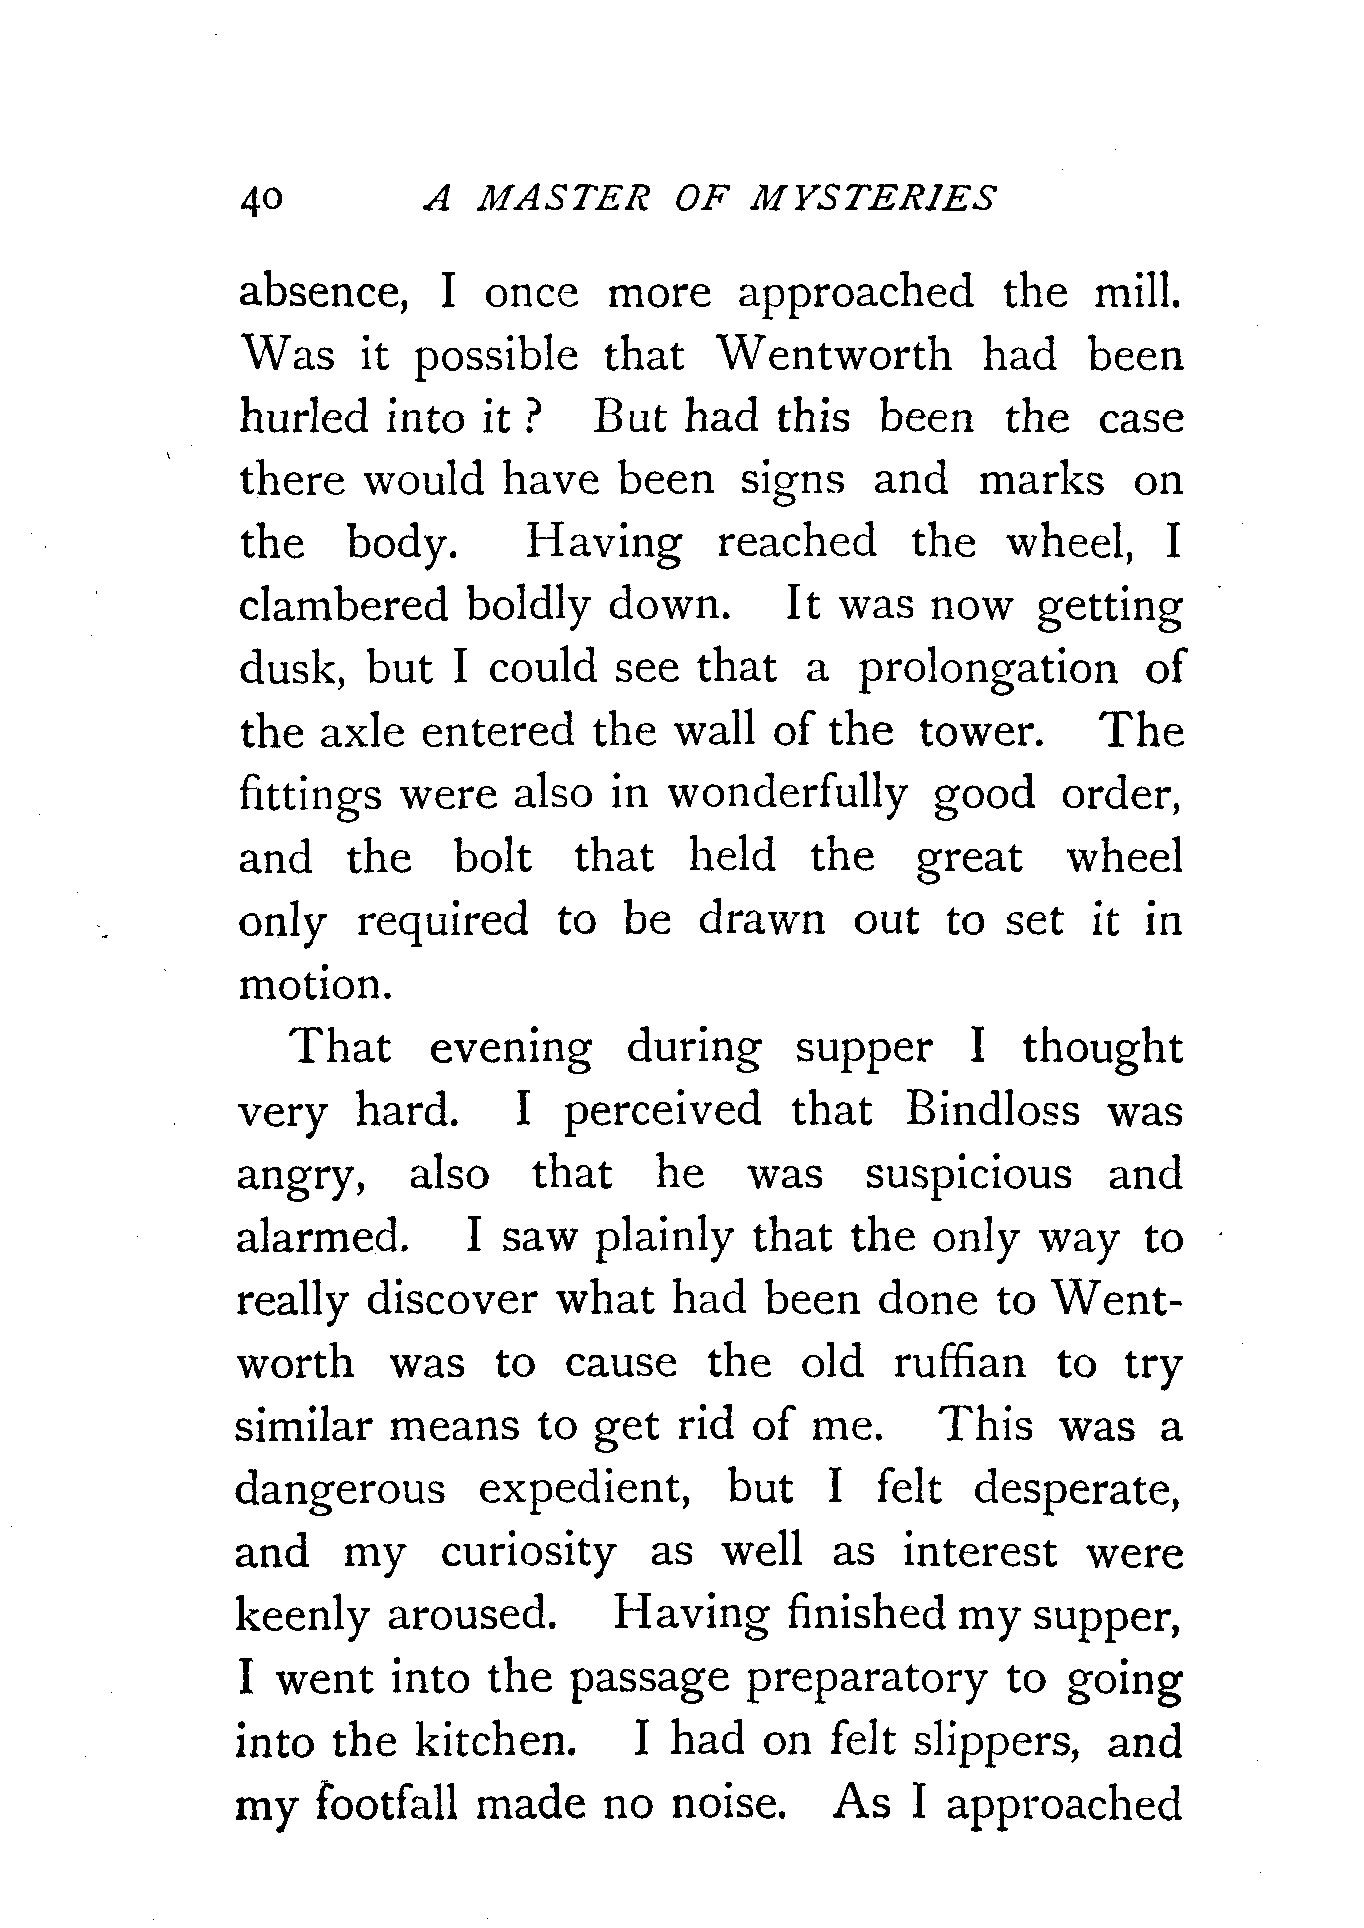 40 A MASTER OF MYSTERIES
absence, I once more approached the mill.
Was it possible that Wentworth had been
hurled into it ? But had this been the case
there would have been signs and marks on
the body. Having reached the wheel, I
clambered boldly down. It was now getting
dusk, but I could see that a prolongation of
the axle entered the wall of the tower. The
fittings were also in wonderfully good order,
and the bolt that held the great wheel
only required to be drawn out to set it in
motion.
That evening during supper I thought
very hard. I perceived that Bindloss was
angry, also that he was suspicious and
alarmed. I saw plainly that the only way to
really discover what had been done to Went-
worth was to cause the old ruffian to try
similar means to get rid of me. This was a
dangerous expedient, but I felt desperate,
and my curiosity as well as interest were
keenly aroused. Having finished my supper,
I went into the passage preparatory to going
into the kitchen. I had on felt slippers, and
my footfall made no noise. As I approached